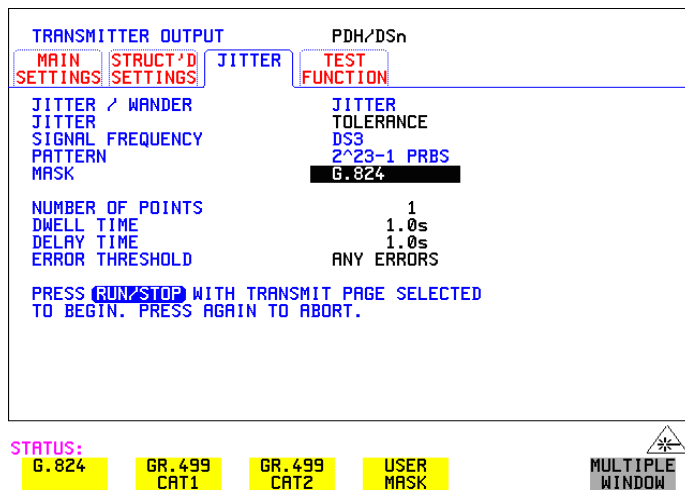 TRANSMITTER OUTPUT PDH/DSn
MAIN SETTINGS STRUCT'D SETTINGS JITTER TEST FUNCTION
JITTER / WANDER JITTER
JITTER TOLERANCE
SIGNAL FREQUENCY DS3
PATTERN 2^23-1 PRBS
MASK G.824
NUMBER OF POINTS 1
DWELL TIME 1.0s
DELAY TIME 1.0s
ERROR THRESHOLD ANY ERRORS
PRESS RUN/STOP WITH TRANSMIT PAGE SELECTED
TO BEGIN. PRESS AGAIN TO ABORT.
STATUS:
G.824 GR.499 CAT1 GR.499 CAT2 USER MASK MULTIPLE WINDOW